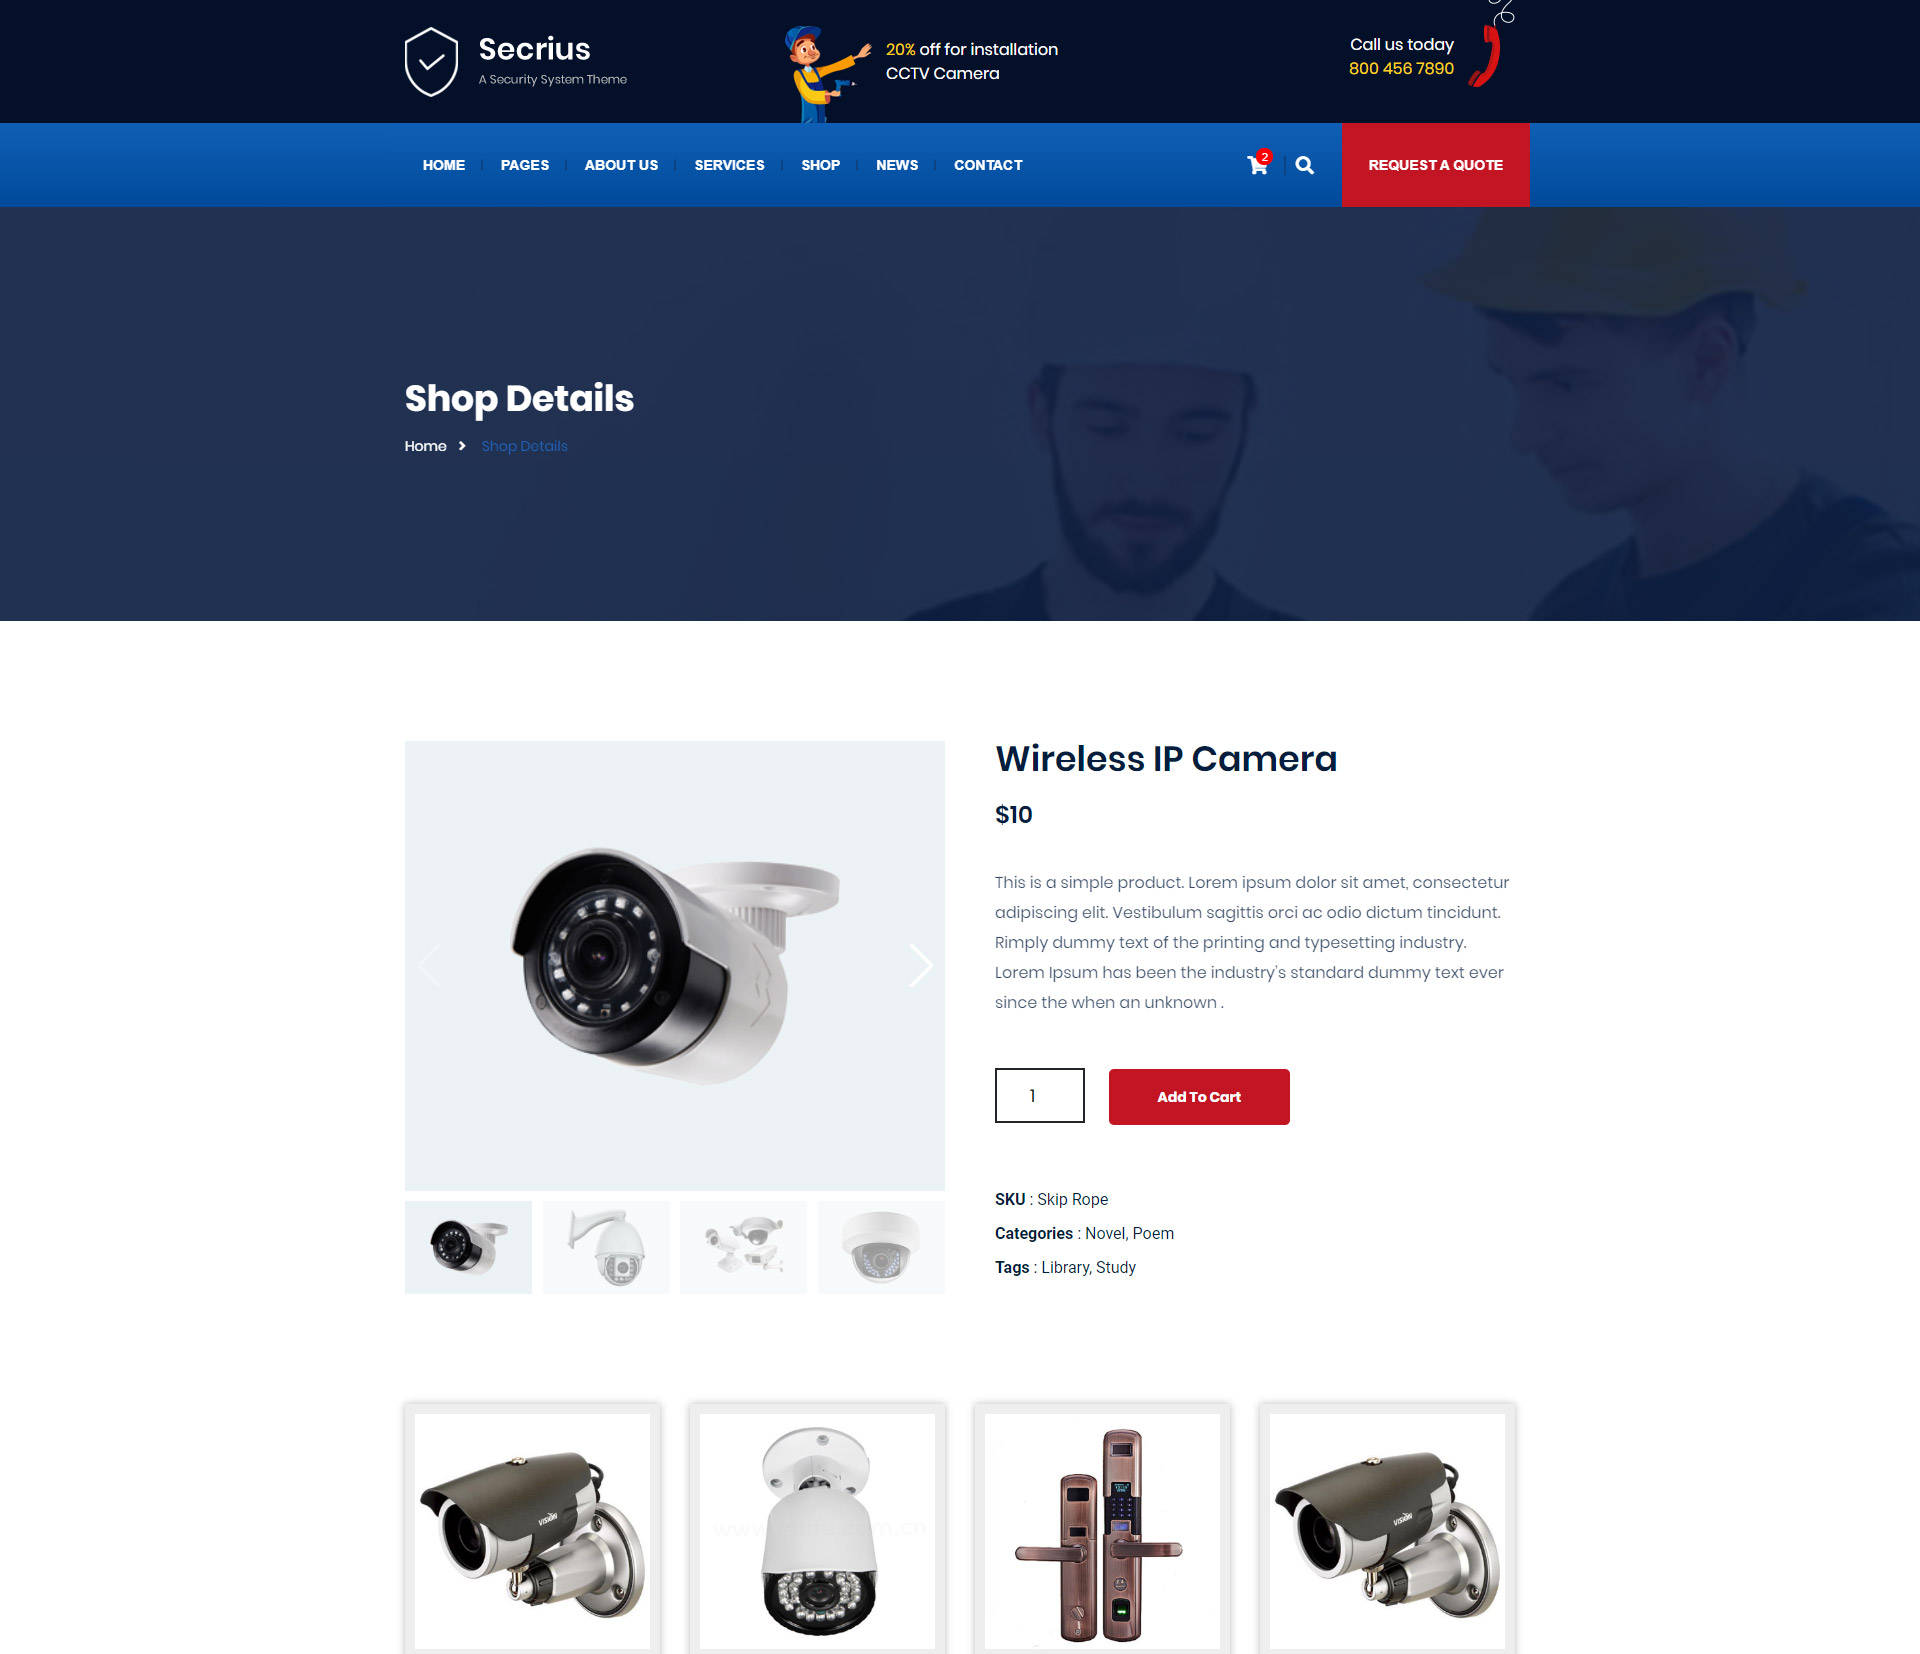 Secrius
A Security System Theme
20% off for installation
CCTV Camera
Call us today
800 456 7890
HOME
PAGES
ABOUT US
SERVICES
SHOP
NEWS
CONTACT
2
REQUEST A QUOTE
Shop Details
Home
Shop Details
Wireless IP Camera
$10
This is a simple product. Lorem ipsum dolor sit amet, consectetur
adipiscing elit. Vestibulum sagittis orci ac odio dictum tincidunt.
Rimply dummy text of the printing and typesetting industry.
Lorem Ipsum has been the industry's standard dummy text ever
since the when an unknown .
1
Add To Cart
SKU : Skip Rope
Categories : Novel, Poem
Tags : Library, Study
VISION
VISION